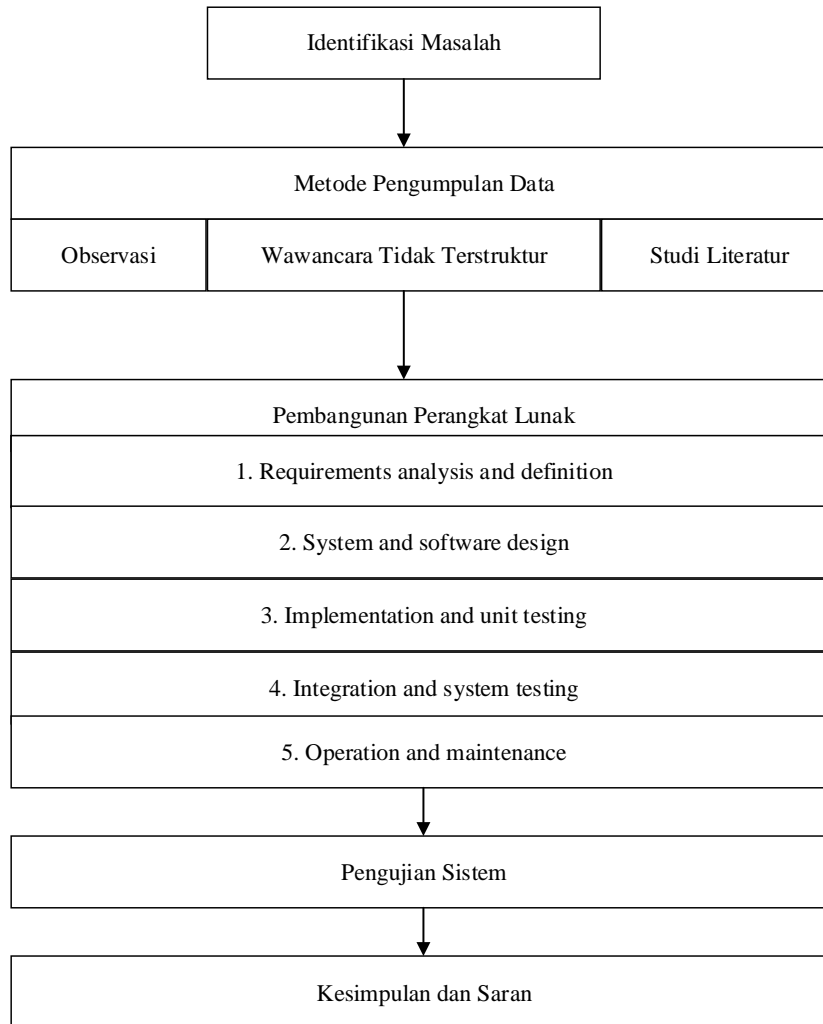 Identifikasi Masalah
Metode Pengumpulan Data
Observasi
Wawancara Tidak Terstruktur
Studi Literatur
Pembangunan Perangkat Lunak
1. Requirements analysis and definition
2. System and software design
3. Implementation and unit testing
4. Integration and system testing
5. Operation and maintenance
Pengujian Sistem
Kesimpulan dan Saran